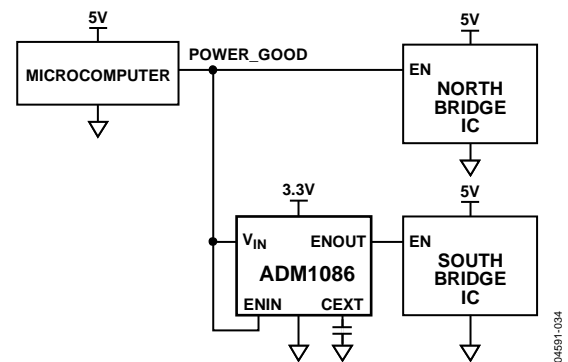 5V
5V
MICROCOMPUTER
POWER_GOOD
EN
NORTH
BRIDGE
IC
3.3V
5V
VIN
ENOUT
EN
ADM1086
SOUTH
BRIDGE
IC
ENIN
CEXT
04591-034